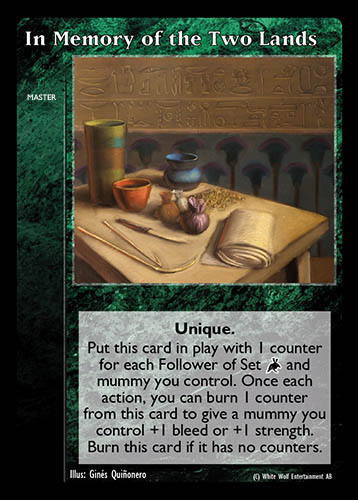 In Memory of the Two Lands
MASTER
Unique.
Put this card in play with 1 counter
for each Follower of Set and
mummy you control. Once each
action, you can burn 1 counter
from this card to give a mummy you
control +1 bleed or +1 strength.
Burn this card if it has no counters.
Illus: Ginés Quiñonero
(C) White Wolf Entertainment AB